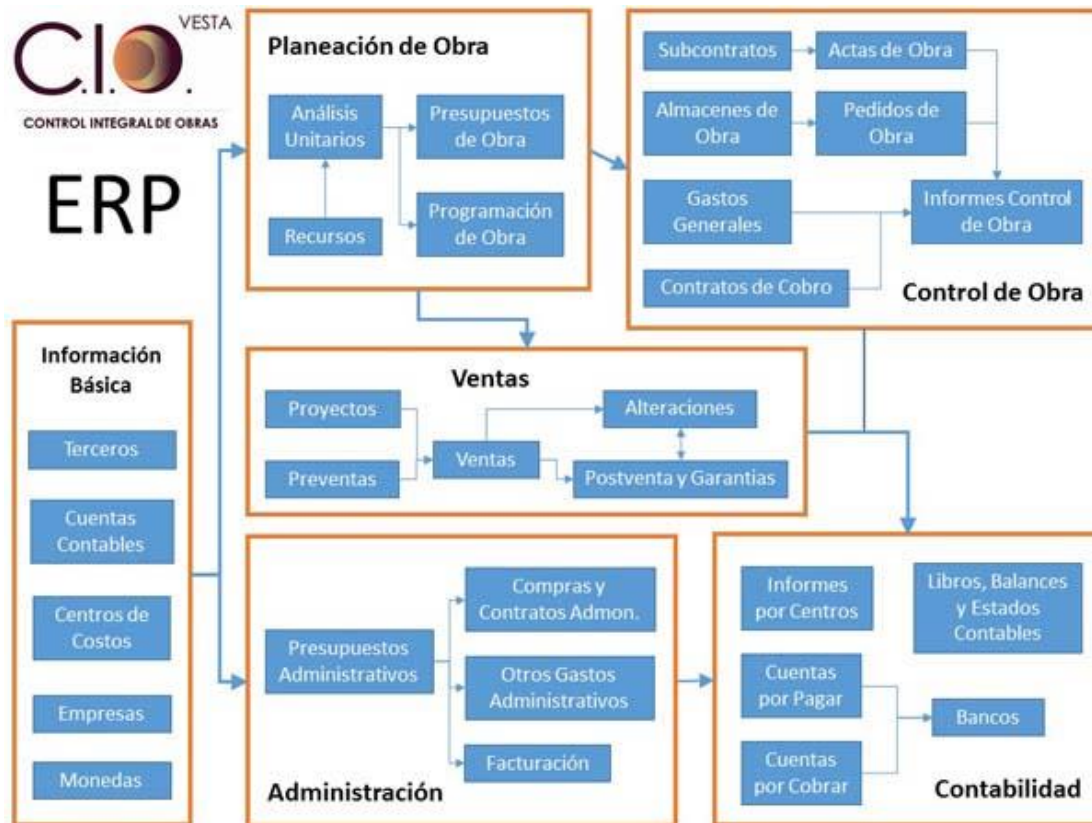 VESTA
C.I.O.
CONTROL INTEGRAL DE OBRAS
ERP
Planeación de Obra
Análisis
Unitarios
Presupuestos
de Obra
Recursos
Programación
de Obra
Subcontratos
Actas de Obra
Almacenes de
Obra
Pedidos de
Obra
Gastos
Generales
Informes Control
de Obra
Contratos de Cobro
Control de Obra
Información
Básica
Terceros
Cuentas
Contables
Centros de
Costos
Empresas
Monedas
Ventas
Proyectos
Alteraciones
Ventas
Preventas
Postventa y Garantias
Compras y
Contratos Admon.
Presupuestos
Administrativos
Otros Gastos
Administrativos
Facturación
Administración
Informes
por Centros
Libros, Balances
y Estados
Contables
Cuentas
por Pagar
Bancos
Cuentas
por Cobrar
Contabilidad